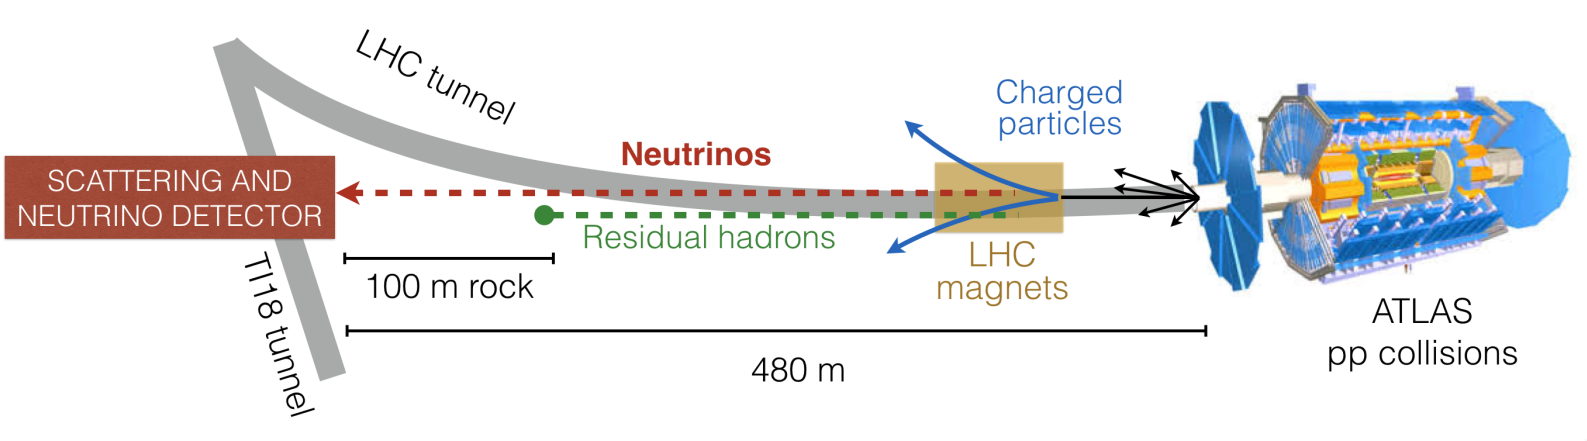 LHC tunnel
Charged
particles
Neutrinos
SCATTERING AND
NEUTRINO DETECTOR
Residual hadrons
LHC
magnets
TI18 tunnel
100 m rock
ATLAS
pp collisions
480 m